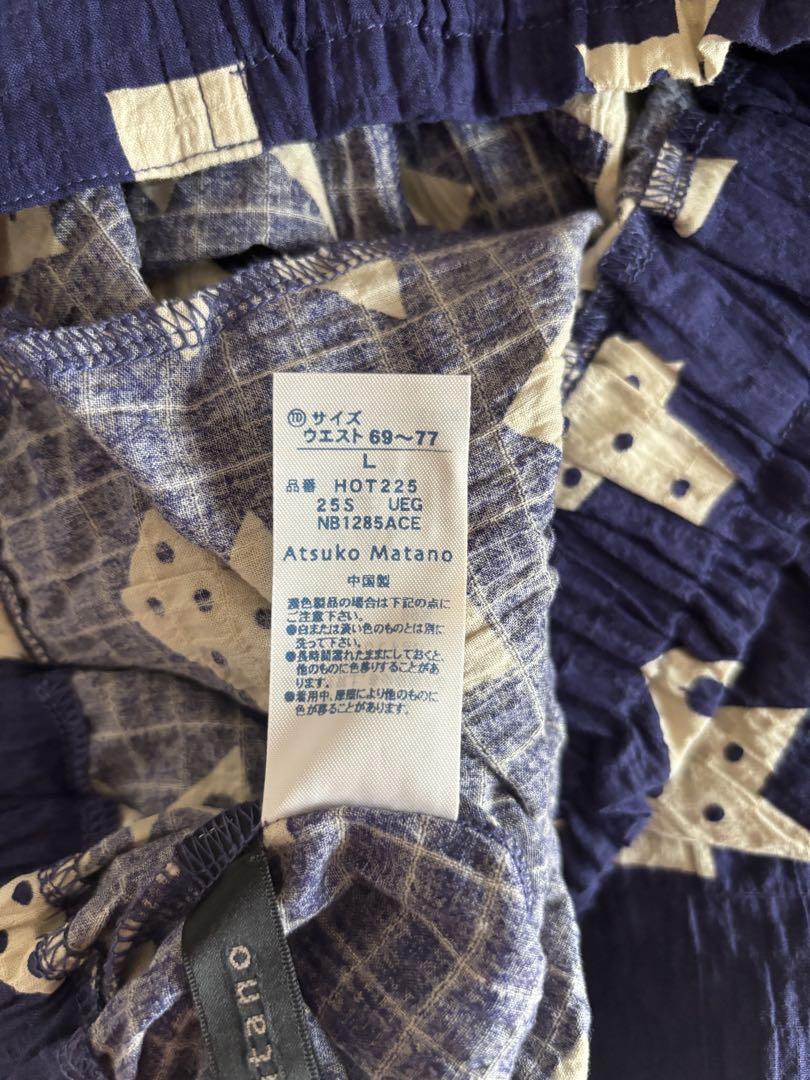 TD サイズ
ウエスト 69〜77
L
品番 HOT225
25S UEG
NB1285ACE
Atsuko Matano
中国製
濃色製品の場合は下記の点に
ご注意下さい。
●白または淡い色のものとは別に
洗って下さい。
●長時間濡れたままにしておくと
他のものに色移りすることがあ
ります。
●着用中、摩擦により他のものに
色が移ることがあります。